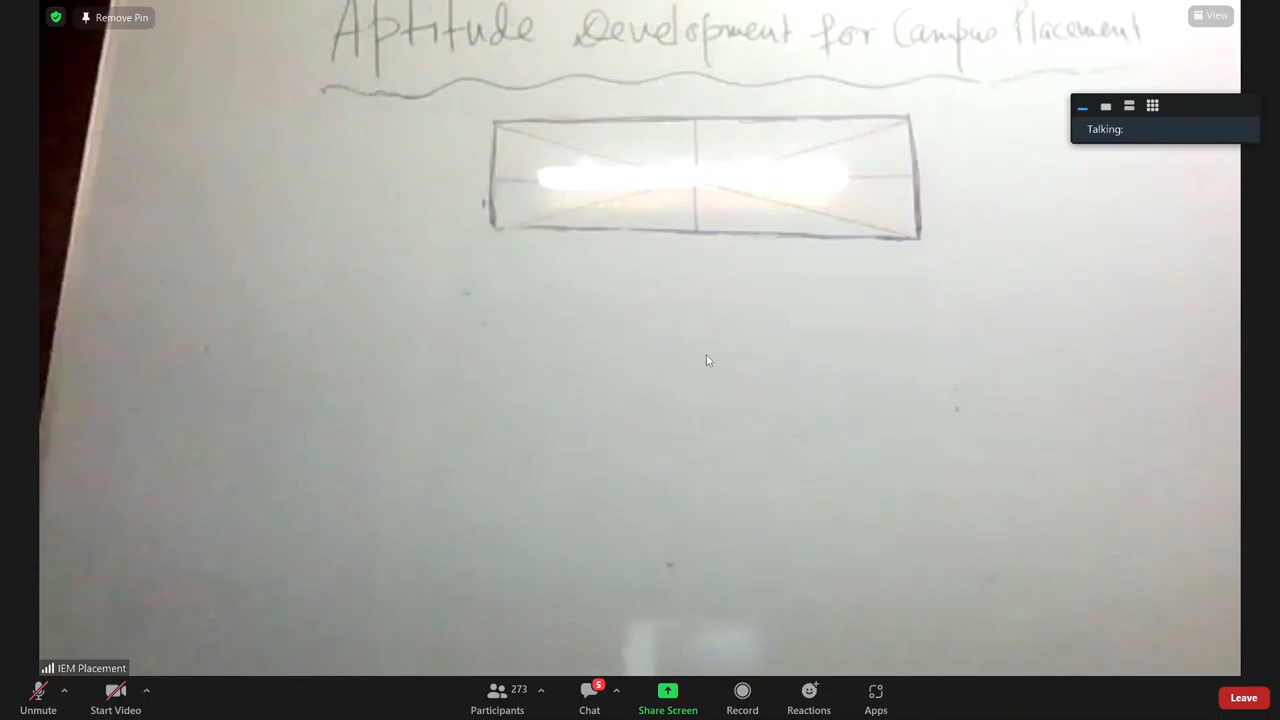 Remove Pin
View
Aptitude Development for Campus Placement
Talking:
IEM Placement
Unmute
Start Video
273
Participants
5
Chat
Share Screen
Record
Reactions
Apps
Leave